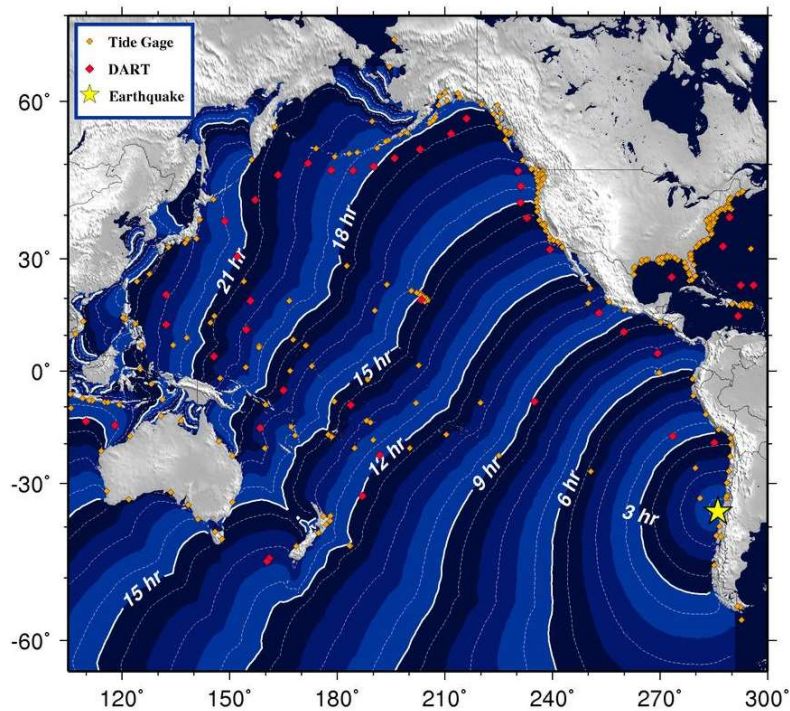 Tide Gage
DART
Earthquake
60°
30°
0°
-30°
-60°
18 hr
21 hr
15 hr
12 hr
9 hr
6 hr
3 hr
15 hr
120° 150° 180° 210° 240° 270° 300°